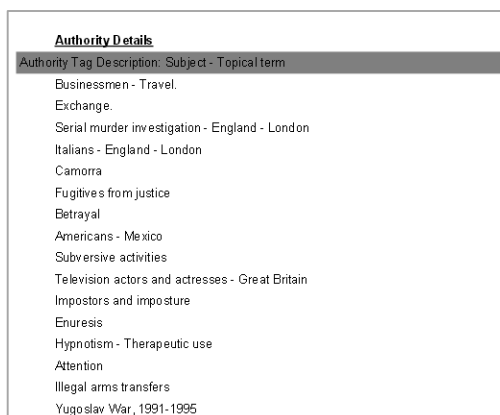 Authority Details
Authority Tag Description: Subject - Topical term
Businessmen - Travel.
Exchange.
Serial murder investigation - England - London
Italians - England - London
Camorra
Fugitives from justice
Betrayal
Americans - Mexico
Subversive activities
Television actors and actresses - Great Britain
Impostors and imposture
Enuresis
Hypnotism - Therapeutic use
Attention
Illegal arms transfers
Yugoslav War, 1991-1995